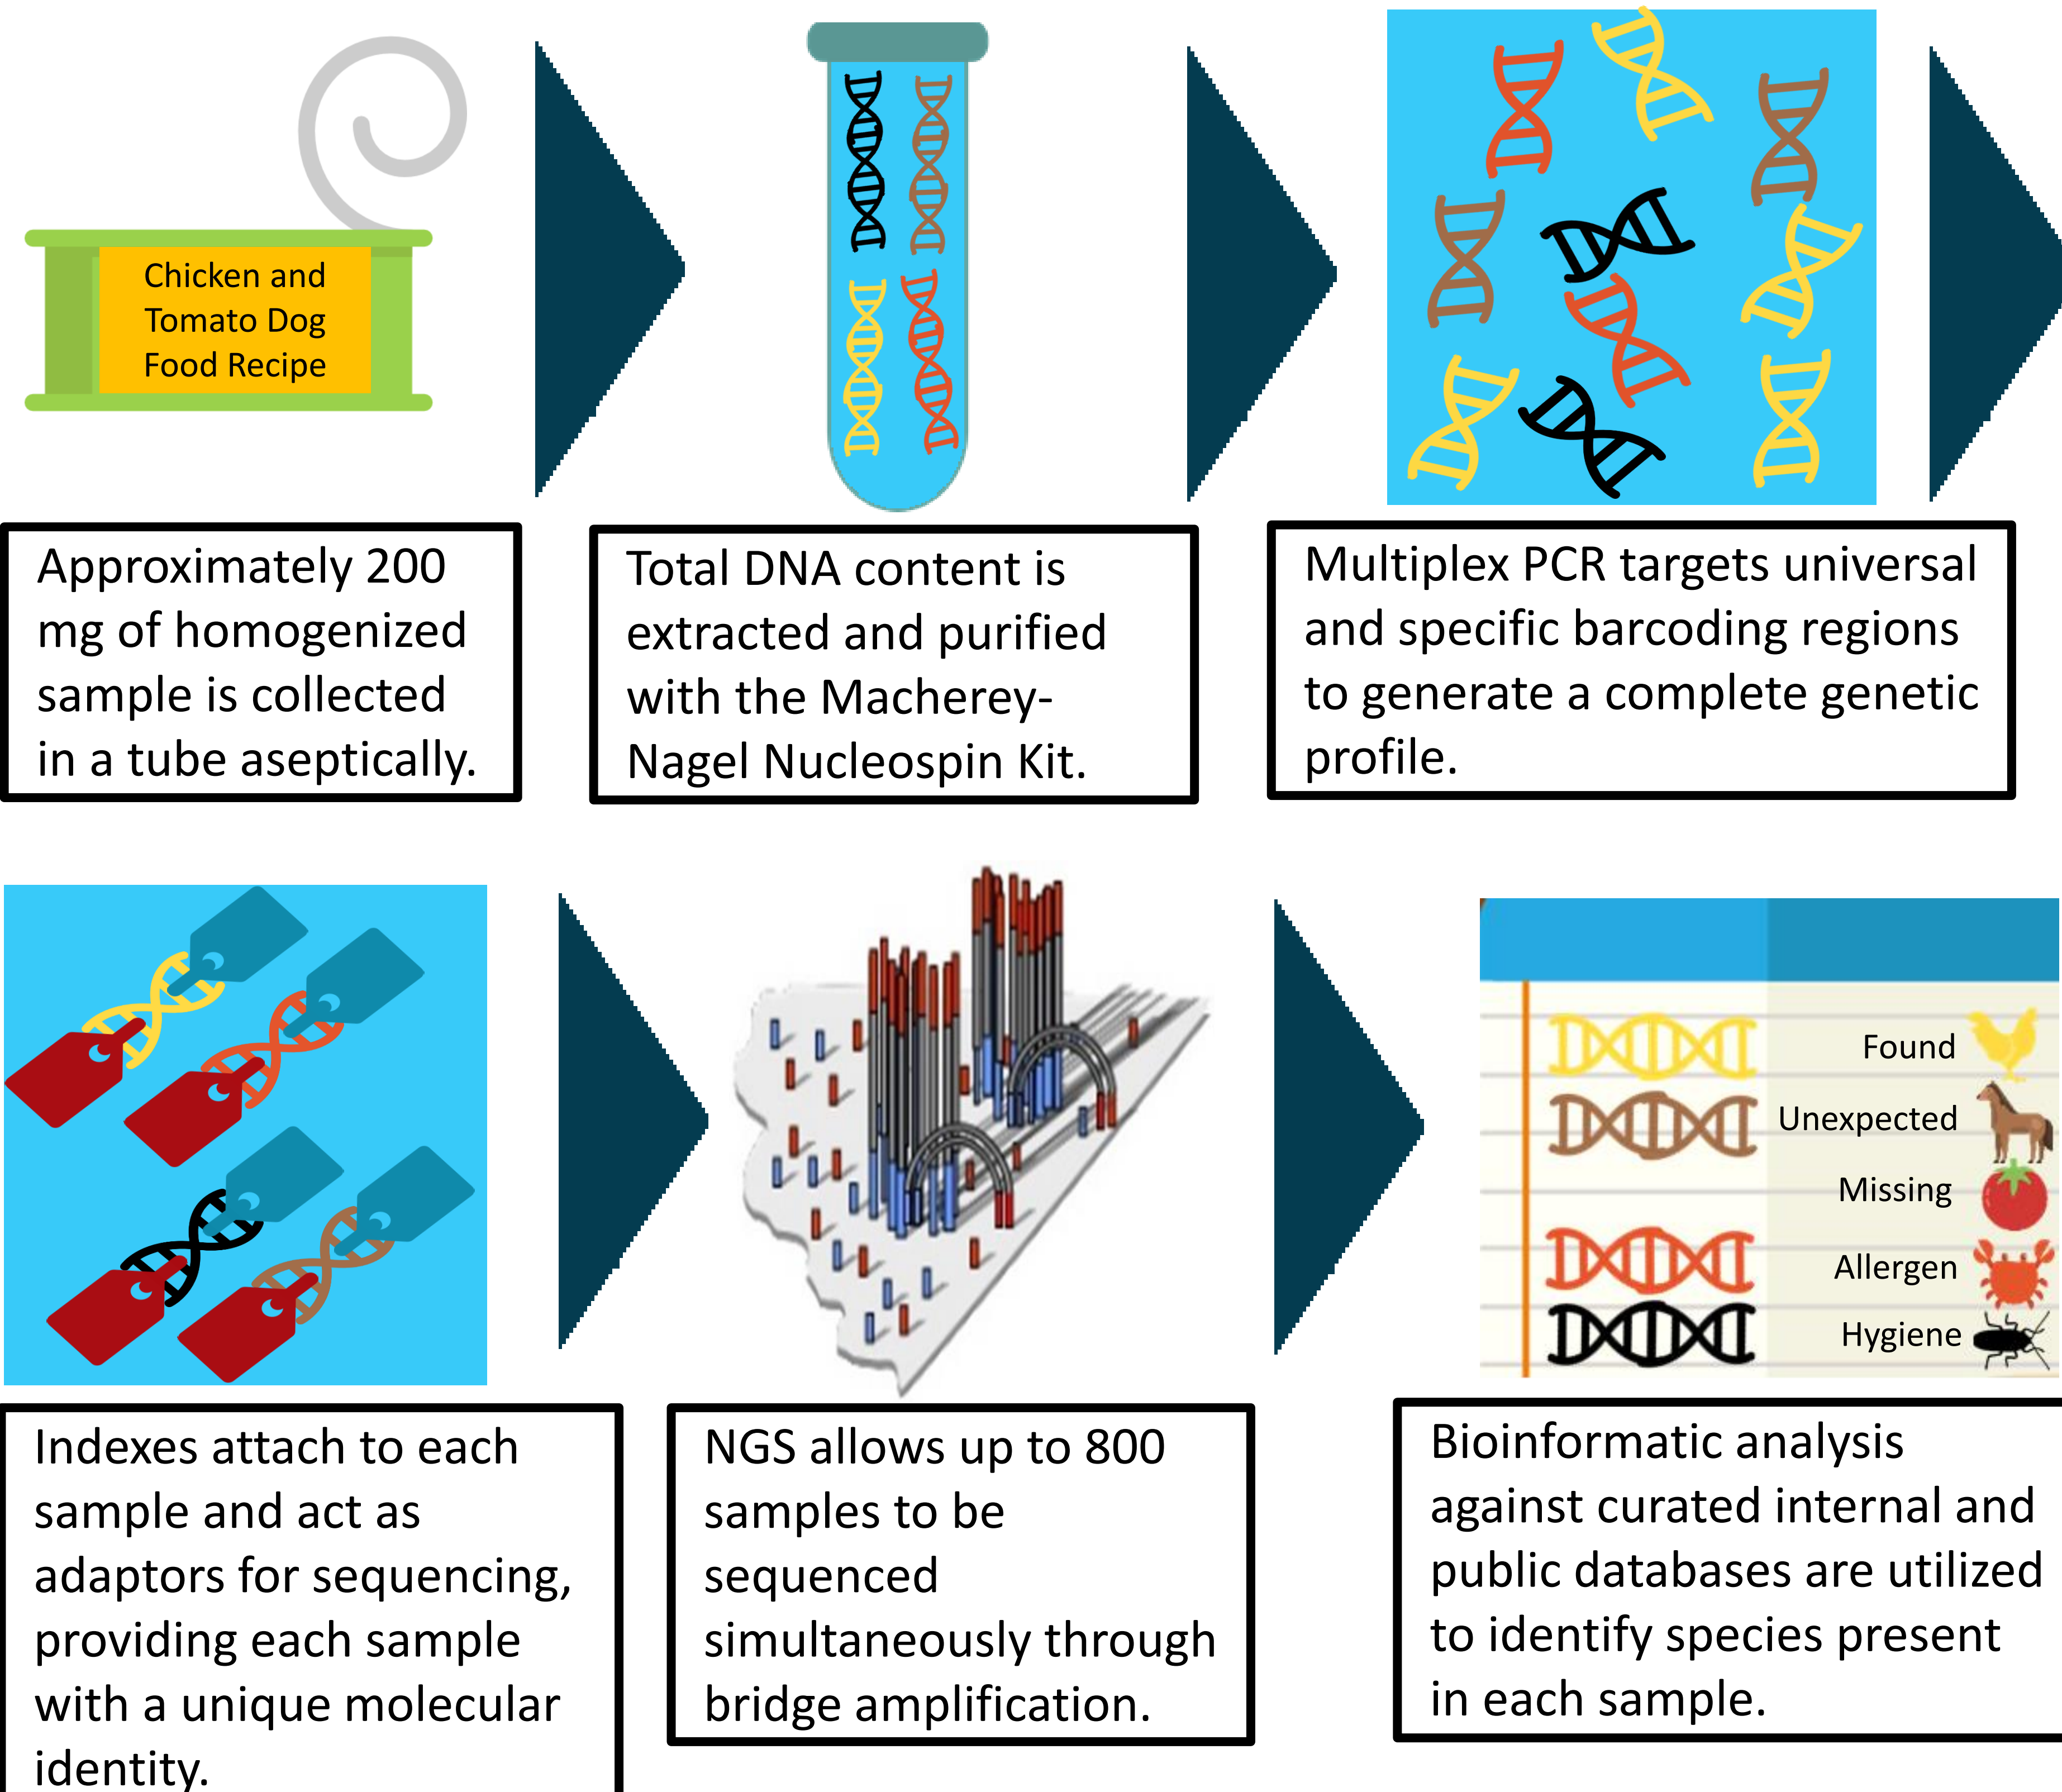 Chicken and
Tomato Dog
Food Recipe
Approximately 200
mg of homogenized
sample is collected
in a tube aseptically.
Total DNA content is
extracted and purified
with the Macherey-
Nagel Nucleospin Kit.
Multiplex PCR targets universal
and specific barcoding regions
to generate a complete genetic
profile.
Indexes attach to each
sample and act as
adaptors for sequencing,
providing each sample
with a unique molecular
identity.
NGS allows up to 800
samples to be
sequenced
simultaneously through
bridge amplification.
Found
Unexpected
Missing
Allergen
Hygiene
Bioinformatic analysis
against curated internal and
public databases are utilized
to identify species present
in each sample.